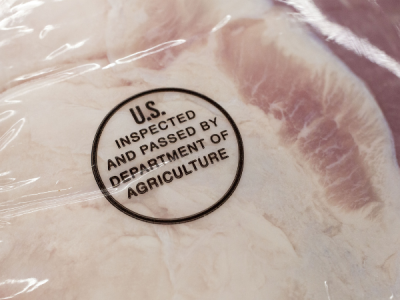 U.S.
INSPECTED
AND PASSED BY
DEPARTMENT OF
AGRICULTURE